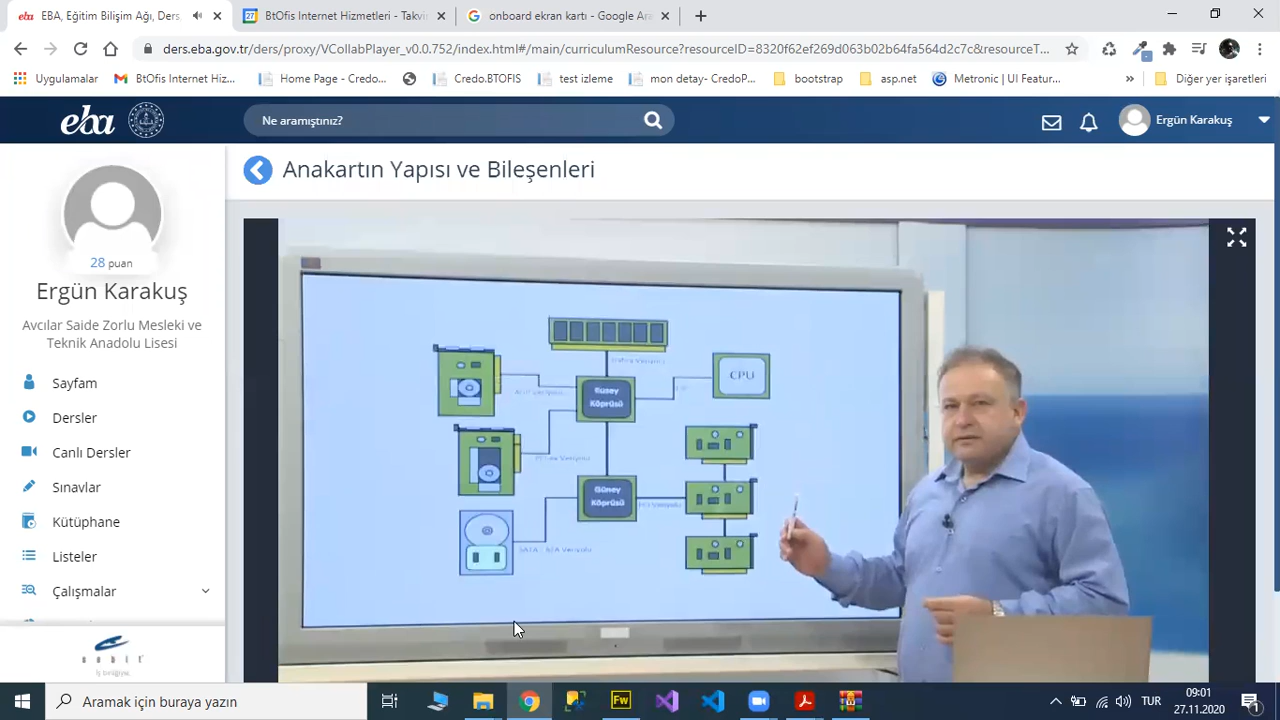 EBA, Eğitim Bilişim Ağı, Ders,
BtOfis Internet Hizmetleri - Takvi
onboard ekran kartı - Google Ara
ders.eba.gov.tr/ders/proxy/VCollabPlayer_v0.0.752/index.html#/main/curriculumResource?resourceID=8320f62ef269d063b02b64fa564d2c7c&resourceT...
Uygulamalar
BtOfis Internet Hiz...
Home Page - Credo...
Credo.BTOFIS
test izleme
mon detay- CredoP...
bootstrap
asp.net
Metronic | UI Featur...
»
Diğer yer işaretleri
eba
Ne aramıştınız?
Ergün Karakuş
Anakartın Yapısı ve Bileşenleri
28 puan
Ergün Karakuş
Avcılar Saide Zorlu Mesleki ve
Teknik Anadolu Lisesi
Sayfam
Dersler
Canlı Dersler
Sınavlar
Kütüphane
Listeler
Çalışmalar
CPU
Kuzey
Köprüsü
Güney
Köprüsü
SATA - ATA Veriyolu
Aramak için buraya yazın
TUR
09:01
27.11.2020
1